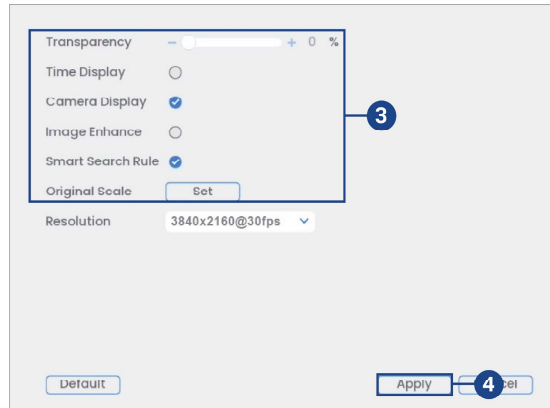 Transparency - + 0 %
Time Display
Camera Display
3
Image Enhance
Smart Search Rule
Original Scale Set
Resolution 3840x2160@30fps
Default Apply 4